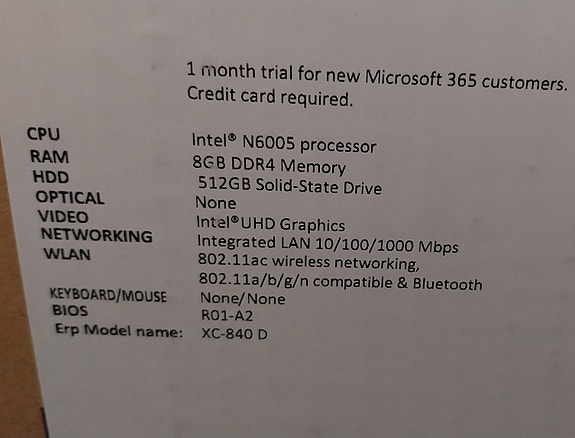 1 month trial for new Microsoft 365 customers.
Credit card required.
CPU Intel® N6005 processor
RAM 8GB DDR4 Memory
HDD 512GB Solid-State Drive
OPTICAL None
VIDEO Intel®UHD Graphics
NETWORKING Integrated LAN 10/100/1000 Mbps
WLAN 802.11ac wireless networking,
802.11a/b/g/n compatible & Bluetooth
KEYBOARD/MOUSE None/None
BIOS R01-A2
Erp Model name: XC-840 D